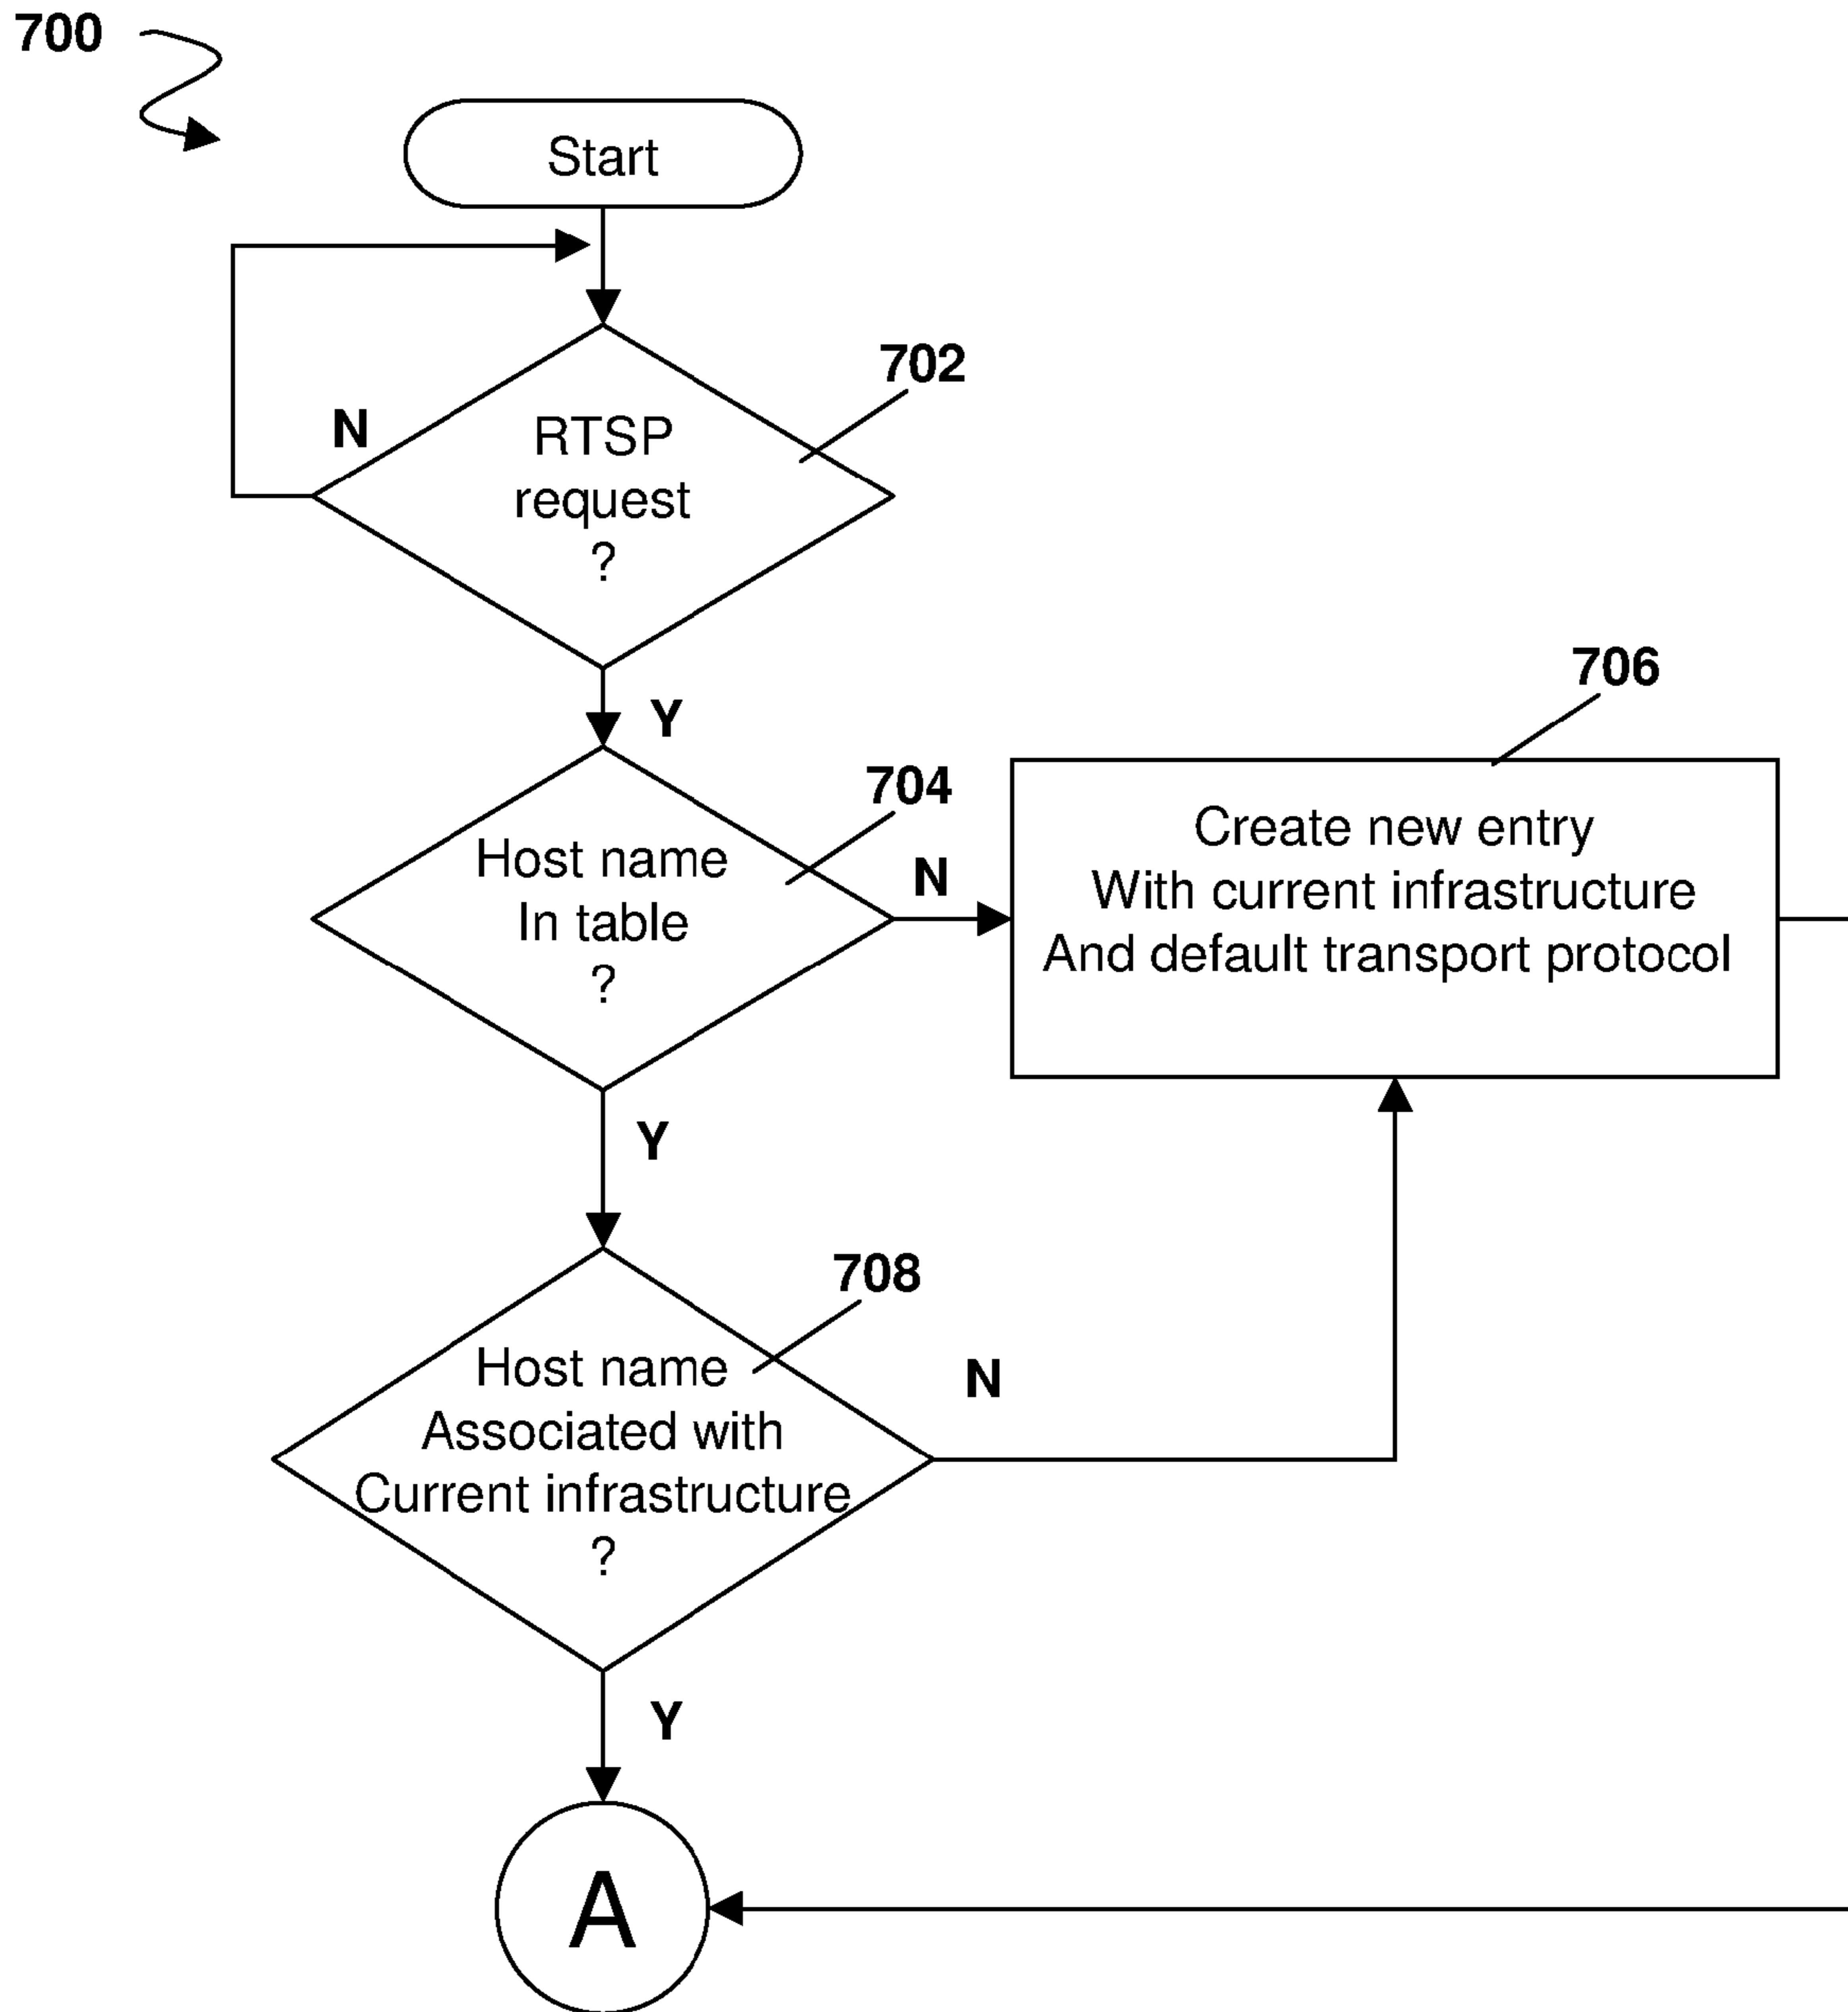 700
Start
702
N
RTSP
request
?
Y
704
Host name
In table
?
N
706
Create new entry
With current infrastructure
And default transport protocol
Y
708
Host name
Associated with
Current infrastructure
?
N
Y
A